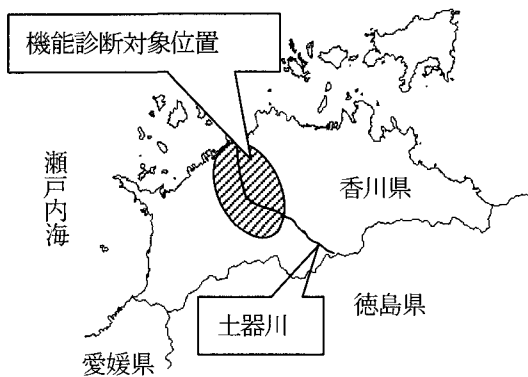 機能診断対象位置
瀬戸内海
香川県
土器川
徳島県
愛媛県